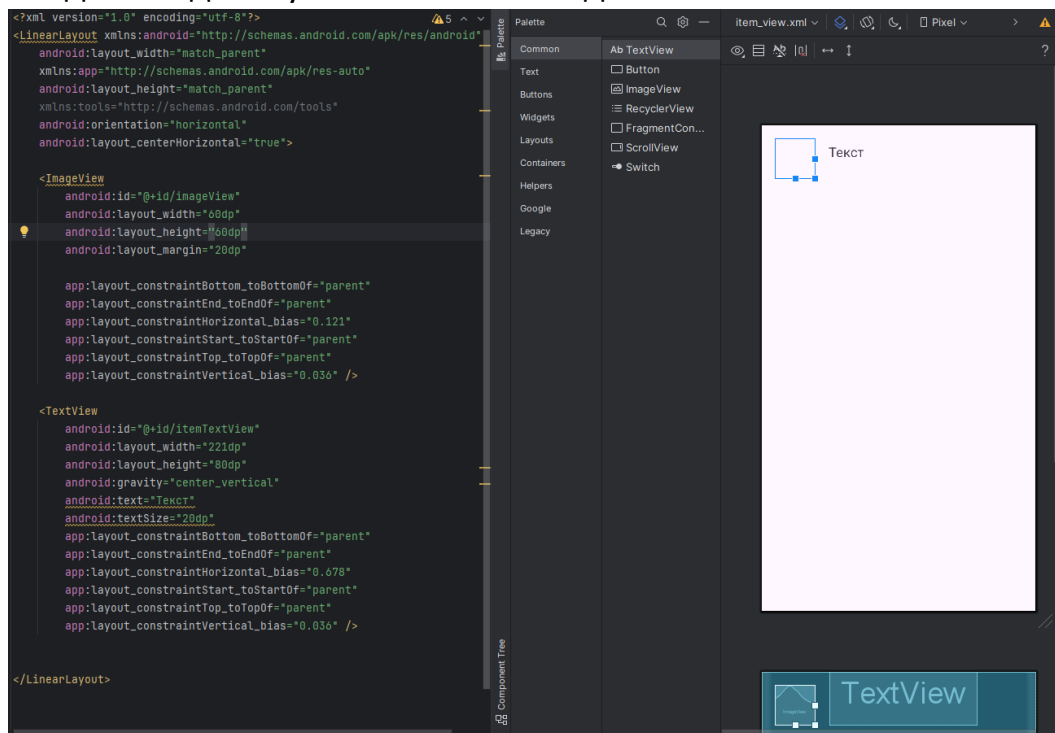 <?xml version="1.0" encoding="utf-8"?>
5
<LinearLayout xmlns:android="http://schemas.android.com/apk/res/android"
android:layout_width="match_parent"
xmlns:app="http://schemas.android.com/apk/res-auto"
android:layout_height="match_parent"
xmlns:tools="http://schemas.android.com/tools"
android:orientation="horizontal"
android:layout_centerHorizontal="true">
<ImageView
android:id="@+id/imageView"
android:layout_width="60dp"
android:layout_height="60dp"
android:layout_margin="20dp"
app:layout_constraintBottom_toBottomOf="parent"
app:layout_constraintEnd_toEndOf="parent"
app:layout_constraintHorizontal_bias="0.121"
app:layout_constraintStart_toStartOf="parent"
app:layout_constraintTop_toTopOf="parent"
app:layout_constraintVertical_bias="0.036" />
<TextView
android:id="@+id/itemTextView"
android:layout_width="221dp"
android:layout_height="80dp"
android:gravity="center_vertical"
android:text="Текст"
android:textSize="20dp"
app:layout_constraintBottom_toBottomOf="parent"
app:layout_constraintEnd_toEndOf="parent"
app:layout_constraintHorizontal_bias="0.678"
app:layout_constraintStart_toStartOf="parent"
app:layout_constraintTop_toTopOf="parent"
app:layout_constraintVertical_bias="0.036" />
</LinearLayout>
Palette
Component Tree
Palette
Common
Text
Buttons
Widgets
Layouts
Containers
Helpers
Google
Legacy
Ab TextView
Button
ImageView
RecyclerView
FragmentCon...
ScrollView
Switch
item_view.xml
Pixel
?
Текст
TextView